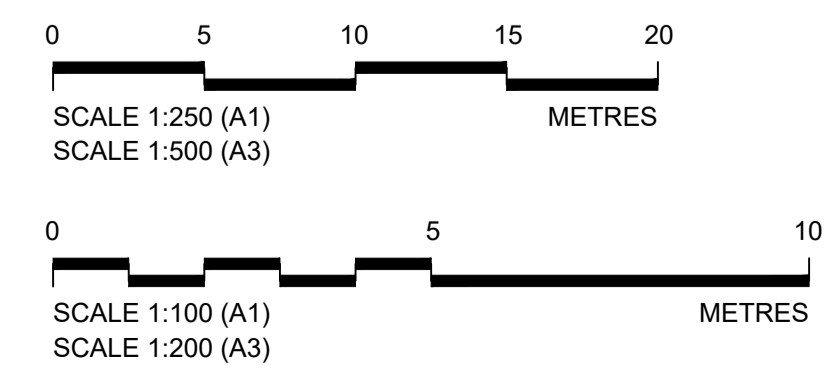 0 5 10 15 20
SCALE 1:250 (A1) METRES
SCALE 1:500 (A3)
0 5 10
SCALE 1:100 (A1) METRES
SCALE 1:200 (A3)